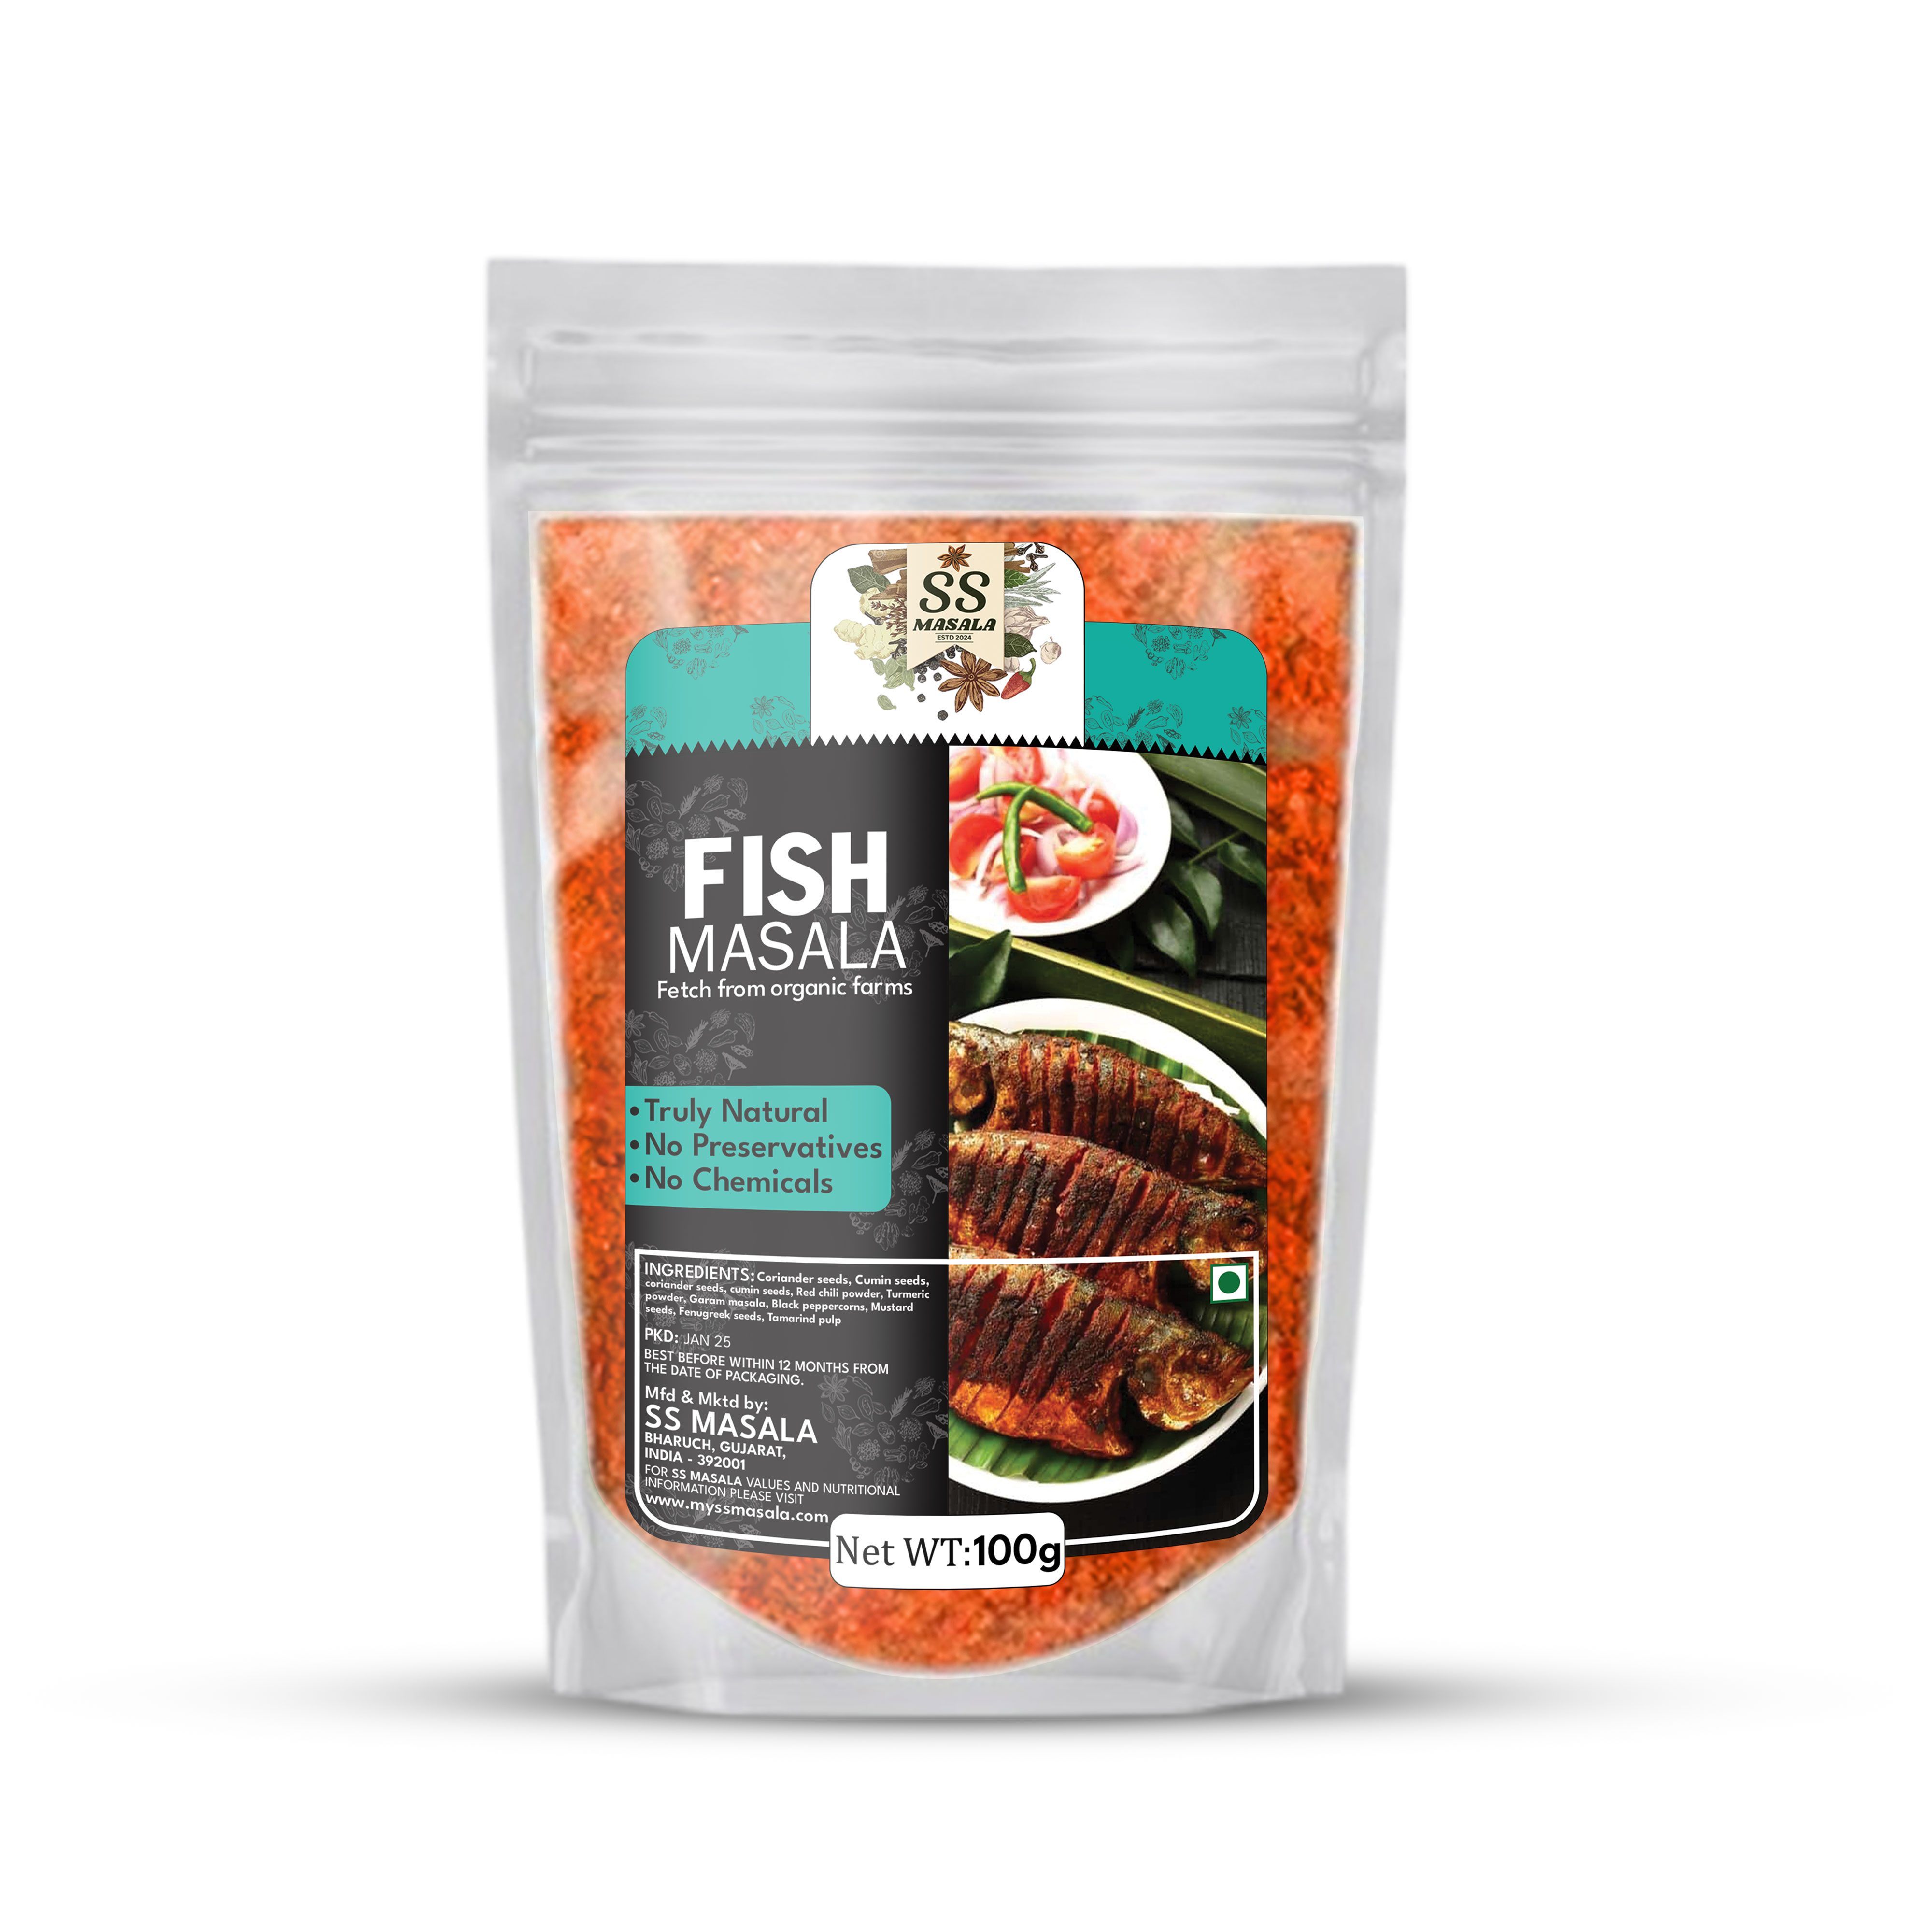 SS
MASALA
ESTD 2024
FISH
MASALA
Fetch from organic farms
•Truly Natural
•No Preservatives
•No Chemicals
INGREDIENTS: Coriander seeds, Cumin seeds,
coriander seeds, cumin seeds, Red chili powder, Turmeric
powder, Garam masala, Black peppercorns, Mustard
seeds, Fenugreek seeds, Tamarind pulp
PKD: JAN 25
BEST BEFORE WITHIN 12 MONTHS FROM
THE DATE OF PACKAGING.
Mfd & Mktd by:
SS MASALA
BHARUCH, GUJARAT,
INDIA - 392001
FOR SS MASALA VALUES AND NUTRITIONAL
INFORMATION PLEASE VISIT
www.myssmasala.com
Net WT:100g